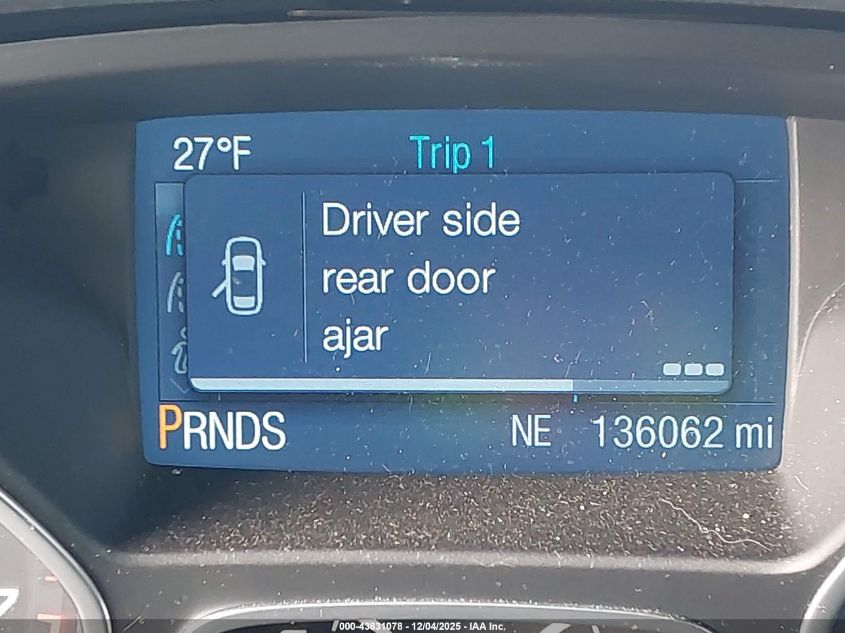 27°F
Trip 1
Driver side
rear door
ajar
PRNDS
NE
136062 mi
000-43831078 - 12/04/2025 - IAA Inc.